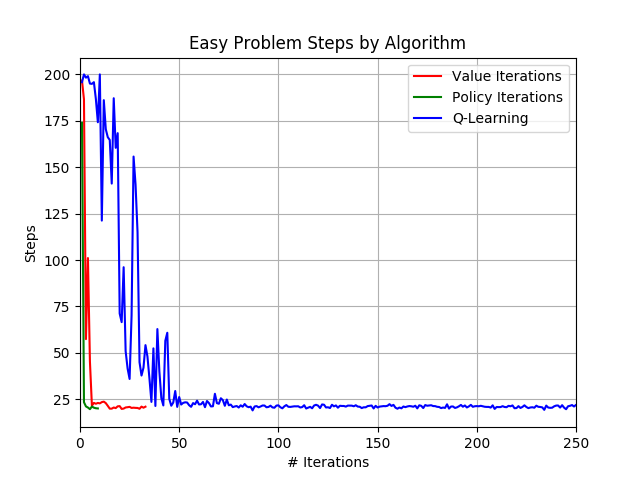 Easy Problem Steps by Algorithm
Value Iterations
Policy Iterations
Q-Learning
Steps
200
175
150
125
100
75
50
25
0
50
100
150
200
250
# Iterations